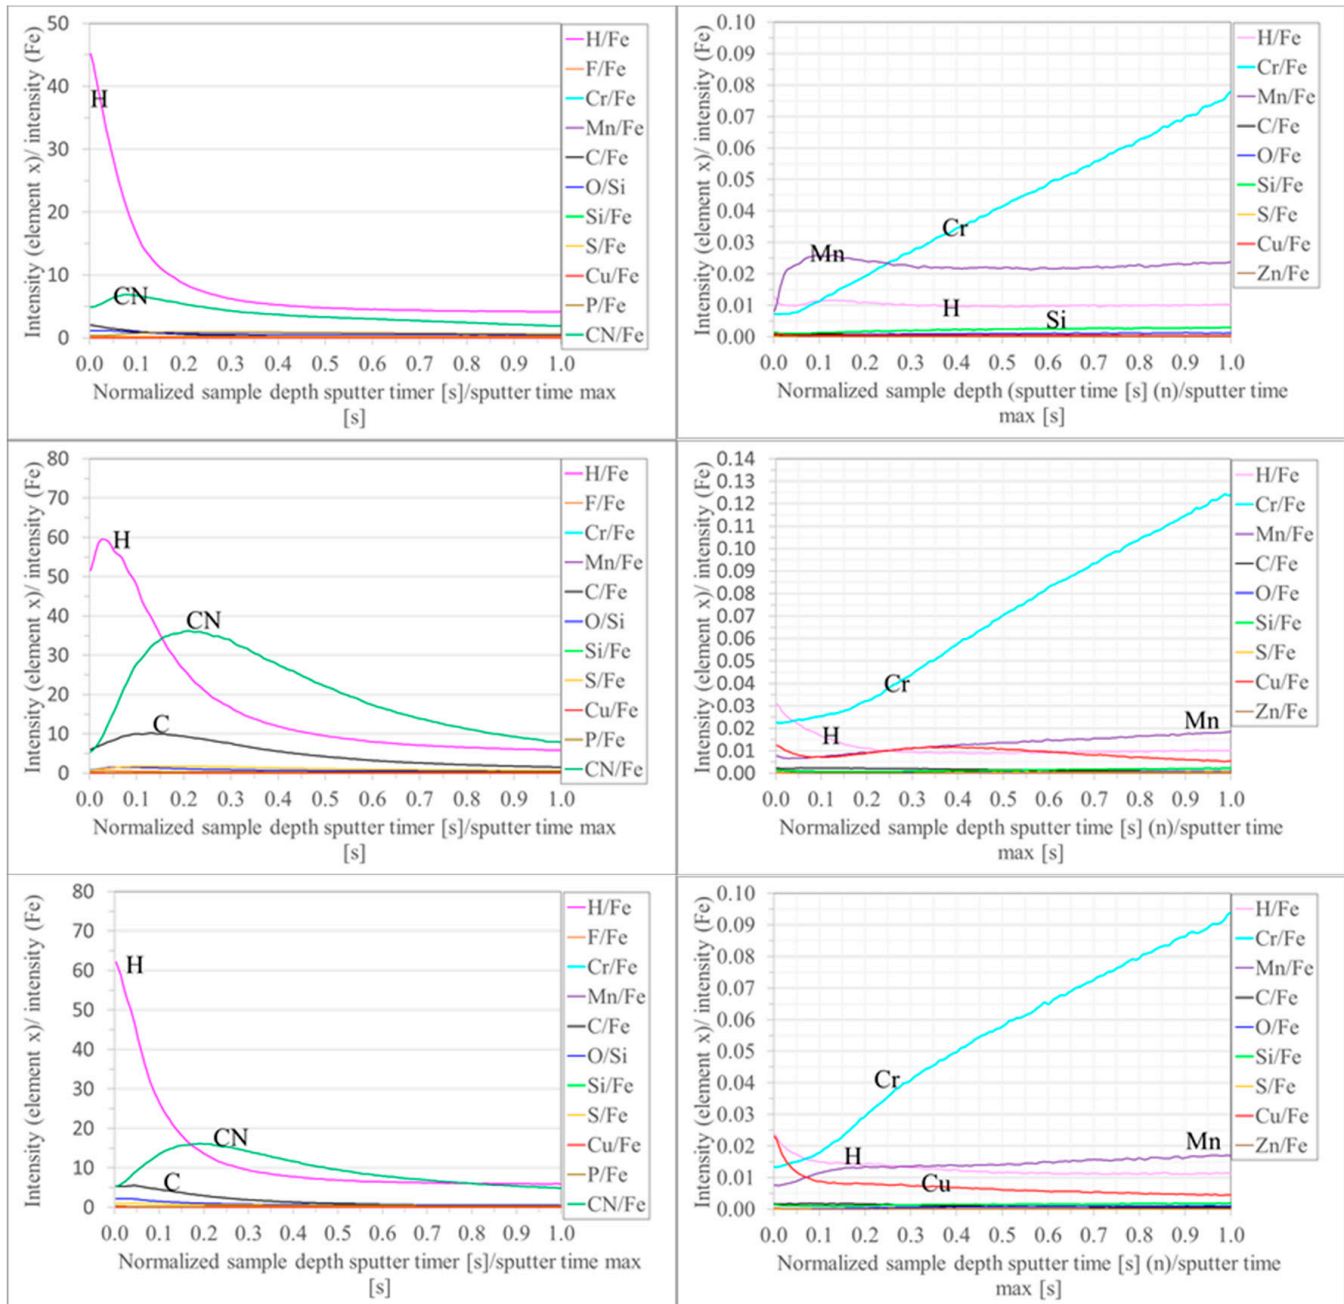 Intensity (element x)/ intensity (Fe)
50
40
30
20
10
0
H
CN
0.0 0.1 0.2 0.3 0.4 0.5 0.6 0.7 0.8 0.9 1.0
Normalized sample depth sputter timer [s]/sputter time max
[s]
H/Fe
F/Fe
Cr/Fe
Mn/Fe
C/Fe
O/Si
Si/Fe
S/Fe
Cu/Fe
P/Fe
CN/Fe
Intensity (element x)/ intensity (Fe)
0.10
0.09
0.08
0.07
0.06
0.05
0.04
0.03
0.02
0.01
0.00
Mn
Cr
H
Si
0.0 0.1 0.2 0.3 0.4 0.5 0.6 0.7 0.8 0.9 1.0
Normalized sample depth (sputter time [s] (n)/sputter time
max [s]
H/Fe
Cr/Fe
Mn/Fe
C/Fe
O/Fe
Si/Fe
S/Fe
Cu/Fe
Zn/Fe
Intensity (element x)/ intensity (Fe)
80
70
60
50
40
30
20
10
0
H
CN
C
0.0 0.1 0.2 0.3 0.4 0.5 0.6 0.7 0.8 0.9 1.0
Normalized sample depth sputter timer [s]/sputter time max
[s]
H/Fe
F/Fe
Cr/Fe
Mn/Fe
C/Fe
O/Si
Si/Fe
S/Fe
Cu/Fe
P/Fe
CN/Fe
Intensity (element x)/ intensity (Fe)
0.14
0.13
0.12
0.11
0.10
0.09
0.08
0.07
0.06
0.05
0.04
0.03
0.02
0.01
0.00
Cr
H
Mn
0.0 0.1 0.2 0.3 0.4 0.5 0.6 0.7 0.8 0.9 1.0
Normalized sample depth sputter time [s] (n)/sputter time
max [s]
H/Fe
Cr/Fe
Mn/Fe
C/Fe
O/Fe
Si/Fe
S/Fe
Cu/Fe
Zn/Fe
Intensity (element x)/ intensity (Fe)
80
70
60
50
40
30
20
10
0
H
CN
C
0.0 0.1 0.2 0.3 0.4 0.5 0.6 0.7 0.8 0.9 1.0
Normalized sample depth sputter timer [s]/sputter time max
[s]
H/Fe
F/Fe
Cr/Fe
Mn/Fe
C/Fe
O/Si
Si/Fe
S/Fe
Cu/Fe
P/Fe
CN/Fe
Intensity (element x)/ intensity (Fe)
0.10
0.09
0.08
0.07
0.06
0.05
0.04
0.03
0.02
0.01
0.00
Cr
H
Mn
Cu
0.0 0.1 0.2 0.3 0.4 0.5 0.6 0.7 0.8 0.9 1.0
Normalized sample depth sputter time [s] (n)/sputter time
max [s]
H/Fe
Cr/Fe
Mn/Fe
C/Fe
O/Fe
Si/Fe
S/Fe
Cu/Fe
Zn/Fe